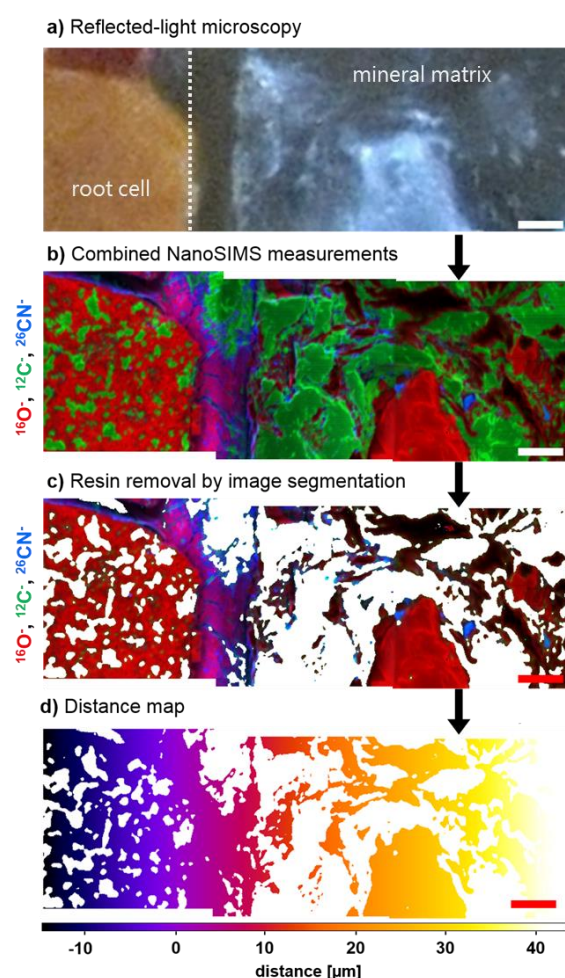 a) Reflected-light microscopy
mineral matrix
root cell
b) Combined NanoSIMS measurements
¹⁶O⁻, ¹²C⁻, ²⁶CN⁻
c) Resin removal by image segmentation
¹⁶O⁻, ¹²C⁻, ²⁶CN⁻
d) Distance map
-10 0 10 20 30 40
distance [µm]